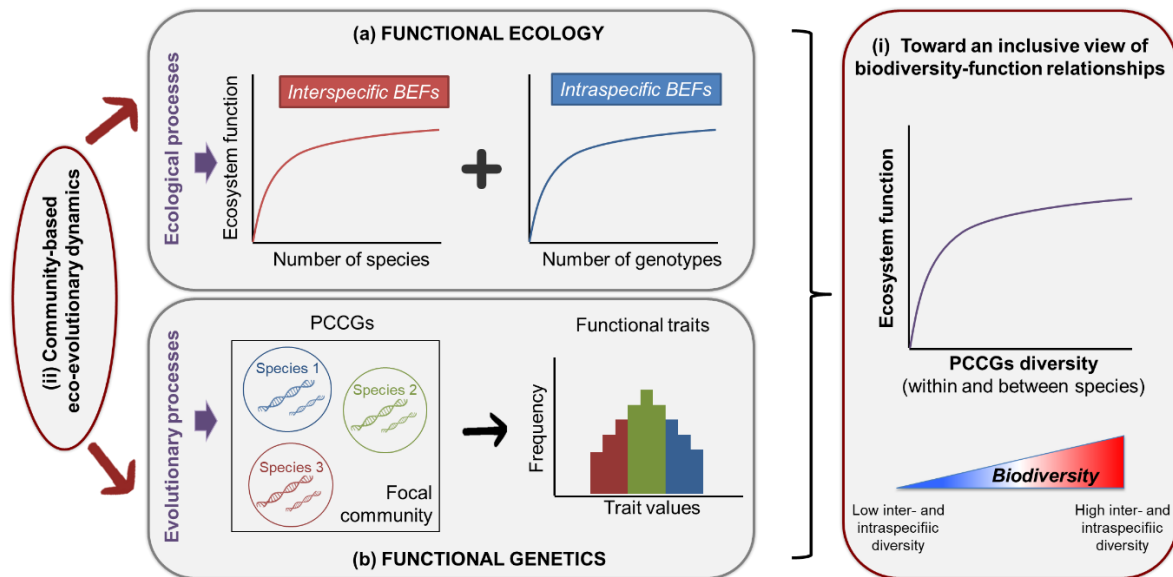 (ii) Community-based
eco-evolutionary dynamics
(a) FUNCTIONAL ECOLOGY
Ecological processes
Ecosystem function
Interspecific BEFs
Number of species
Intraspecific BEFs
Number of genotypes
Evolutionary processes
PCCGs
Species 1
Species 2
Species 3
Focal
community
Functional traits
Frequency
Trait values
(b) FUNCTIONAL GENETICS
(i) Toward an inclusive view of
biodiversity-function relationships
Ecosystem function
PCCGs diversity
(within and between species)
Biodiversity
Low inter- and
intraspecifiic
diversity
High inter- and
intraspecifiic
diversity